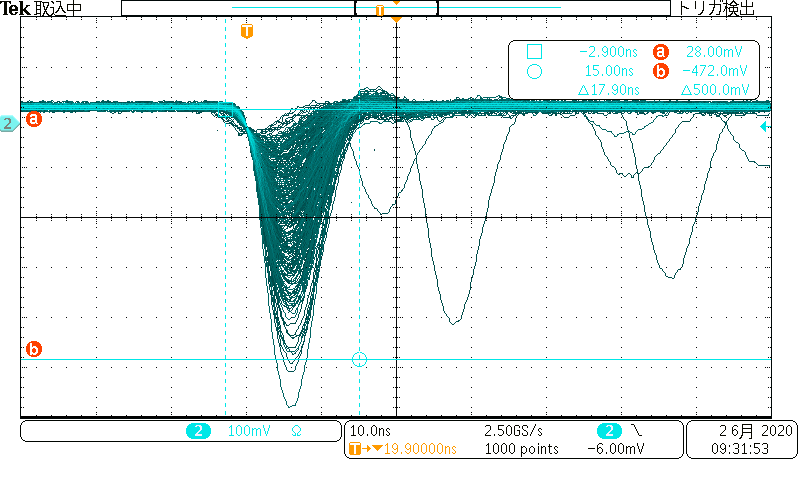 Tek 取込中 トリガ検出
T
T
-2.900ns a 28.00mV
15.00ns b -472.0mV
Δ17.90ns Δ500.0mV
a
2
b
2 100mV Ω
10.0ns 2.50GS/s 2
T→▼19.90000ns 1000 points -6.00mV
2 6月 2020
09:31:53